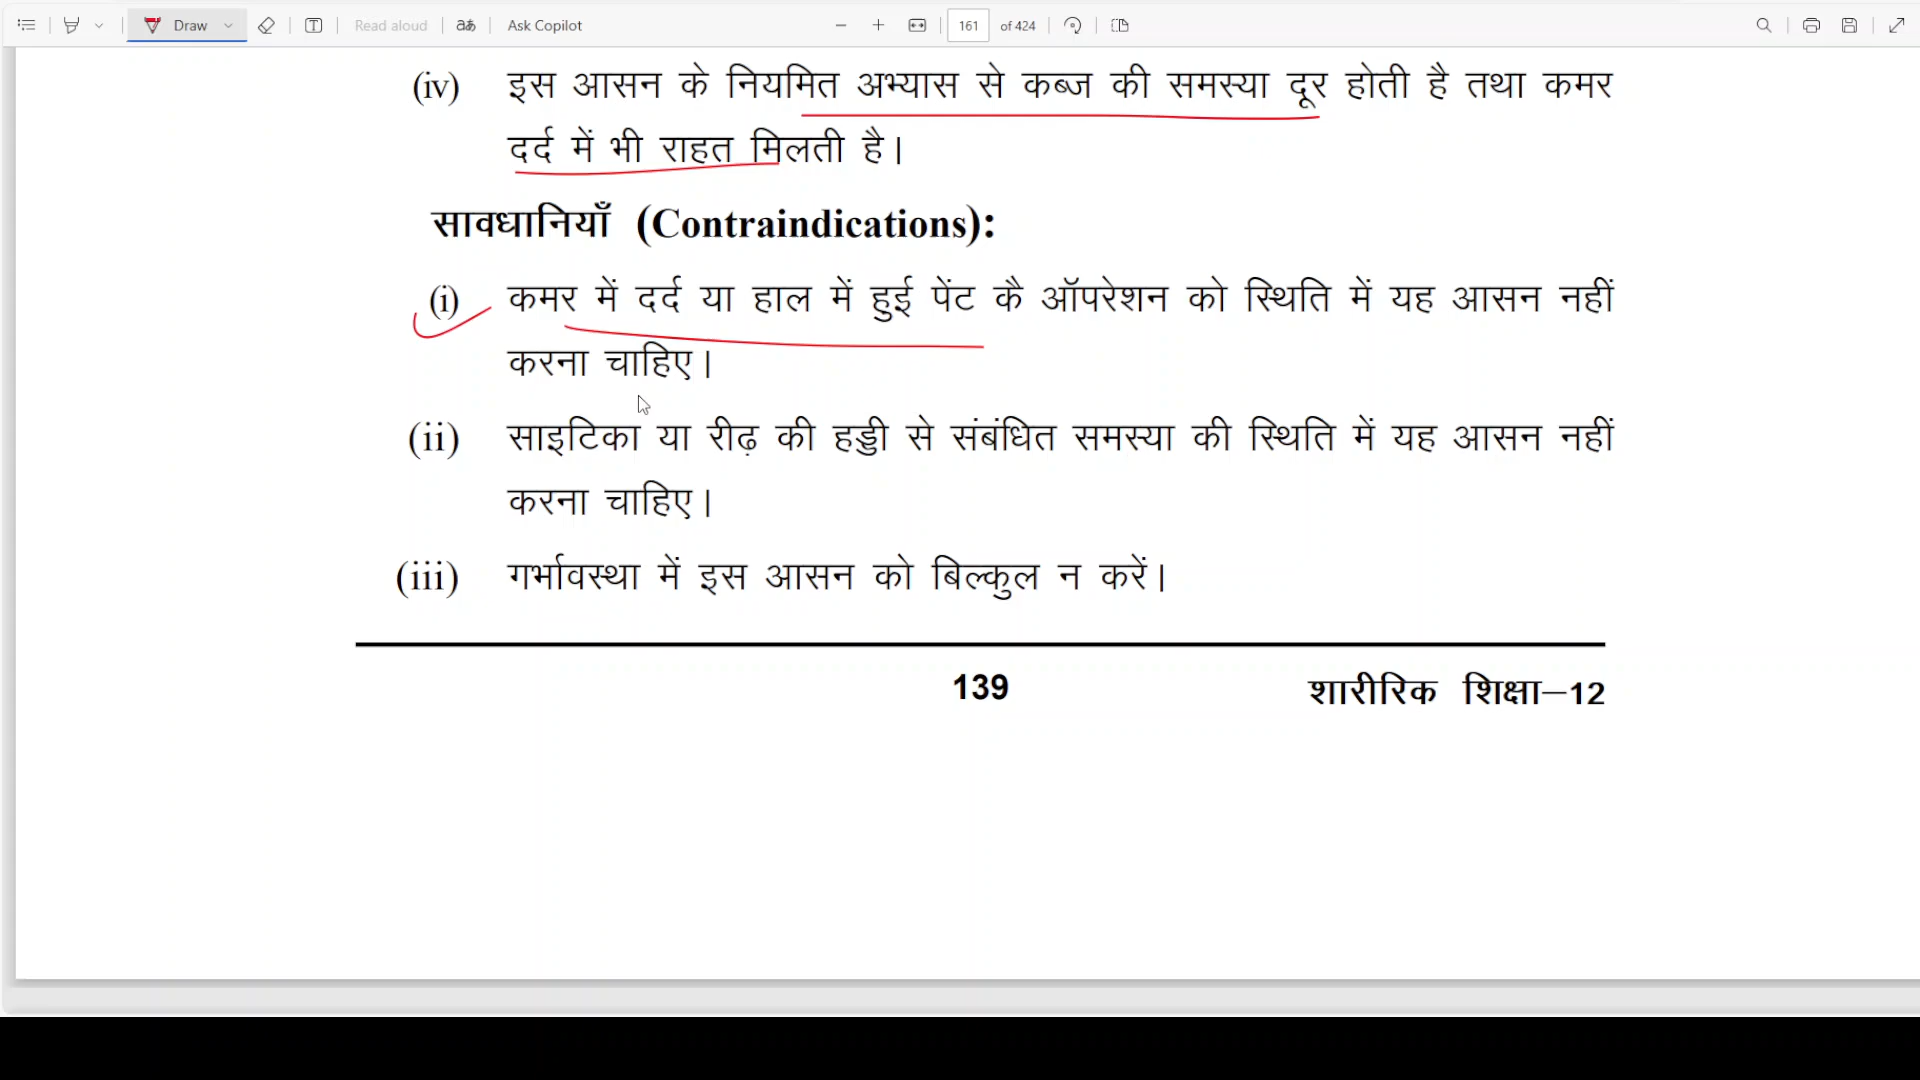 Draw
Read aloud
aあ
Ask Copilot
161 of 424
(iv) इस आसन के नियमित अभ्यास से कब्ज की समस्या दूर होती है तथा कमर
दर्द में भी राहत मिलती है।
सावधानियाँ (Contraindications):
(i) कमर में दर्द या हाल में हुई पेंट कै ऑपरेशन को स्थिति में यह आसन नहीं
करना चाहिए।
(ii) साइटिका या रीढ़ की हड्डी से संबंधित समस्या की स्थिति में यह आसन नहीं
करना चाहिए।
(iii) गर्भावस्था में इस आसन को बिल्कुल न करें।
139 शारीरिक शिक्षा–12